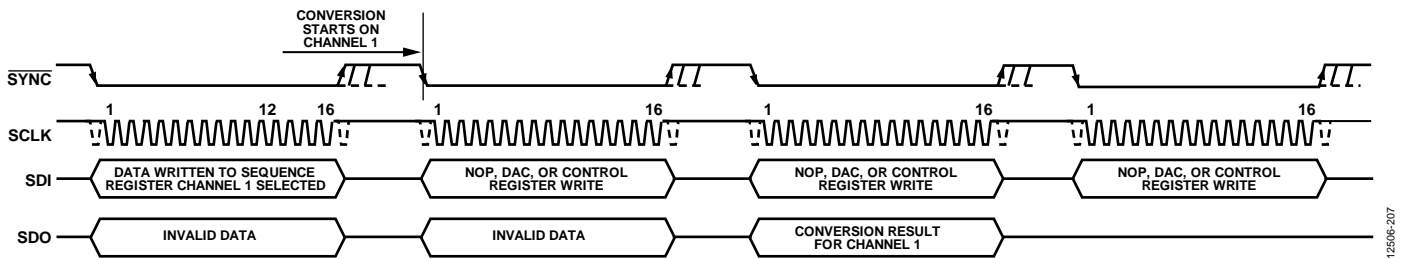 CONVERSION
STARTS ON
CHANNEL 1
SYNC
1 12 16 1 16 1 16 1 16
SCLK
SDI
DATA WRITTEN TO SEQUENCE
REGISTER CHANNEL 1 SELECTED
NOP, DAC, OR CONTROL
REGISTER WRITE
NOP, DAC, OR CONTROL
REGISTER WRITE
NOP, DAC, OR CONTROL
REGISTER WRITE
SDO
INVALID DATA
INVALID DATA
CONVERSION RESULT
FOR CHANNEL 1
12506-207